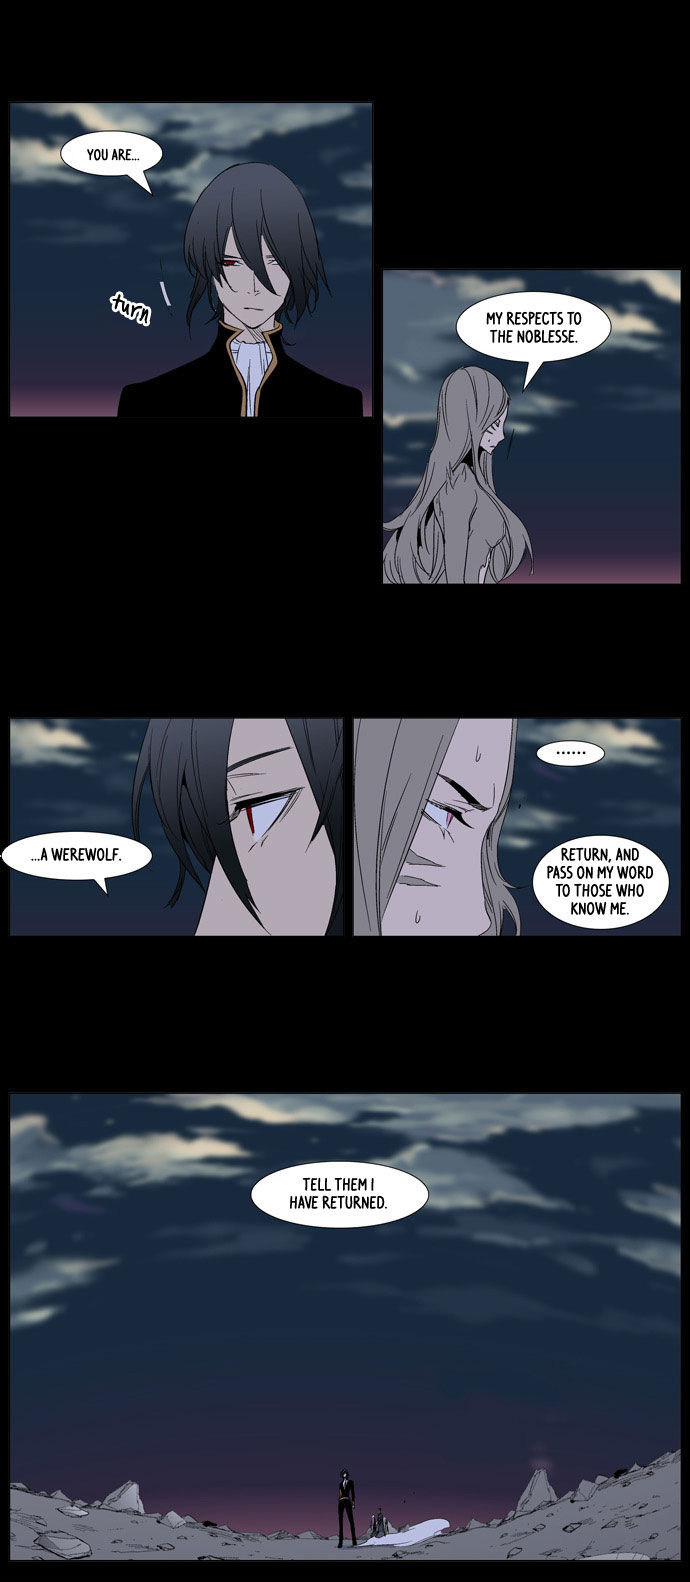 YOU ARE...
turn
MY RESPECTS TO
THE NOBLESSE.
...A WEREWOLF.
......
RETURN, AND
PASS ON MY WORD
TO THOSE WHO
KNOW ME.
TELL THEM I
HAVE RETURNED.